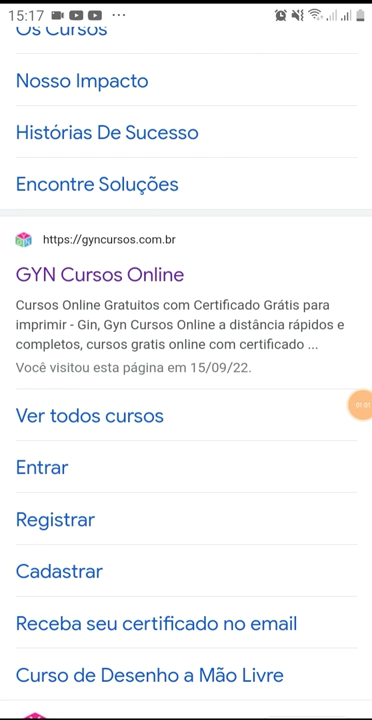 15:17
Os Cursos
Nosso Impacto
Histórias De Sucesso
Encontre Soluções
https://gyncursos.com.br
GYN Cursos Online
Cursos Online Gratuitos com Certificado Grátis para
imprimir - Gin, Gyn Cursos Online a distância rápidos e
completos, cursos gratis online com certificado ...
Você visitou esta página em 15/09/22.
Ver todos cursos
Entrar
Registrar
Cadastrar
Receba seu certificado no email
Curso de Desenho a Mão Livre